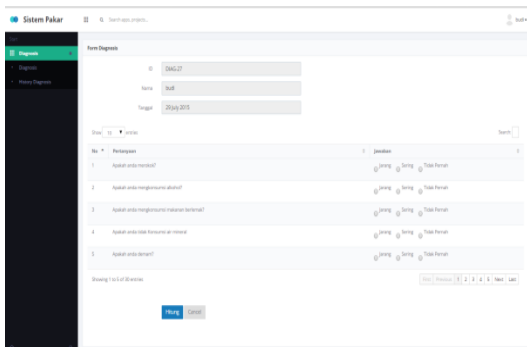 Sistem Pakar
Search apps, projects...
budi
Diagnosis
Diagnosis
History Diagnosis
Form Diagnosis
ID DIAG-27
Nama budi
Tanggal 29 July 2015
Show entries
Search:
No Pertanyaan Jawaban
1 Apakah anda merokok? Jarang Sering Tidak Pernah
2 Apakah anda mengkonsumsi alkohol? Jarang Sering Tidak Pernah
3 Apakah anda mengkonsumsi makanan berlemak? Jarang Sering Tidak Pernah
4 Apakah anda tidak Konsumsi air mineral Jarang Sering Tidak Pernah
5 Apakah anda demam? Jarang Sering Tidak Pernah
Showing 1 to 5 of entries
First Previous 1 2 3 4 5 Next Last
Hitung Cancel